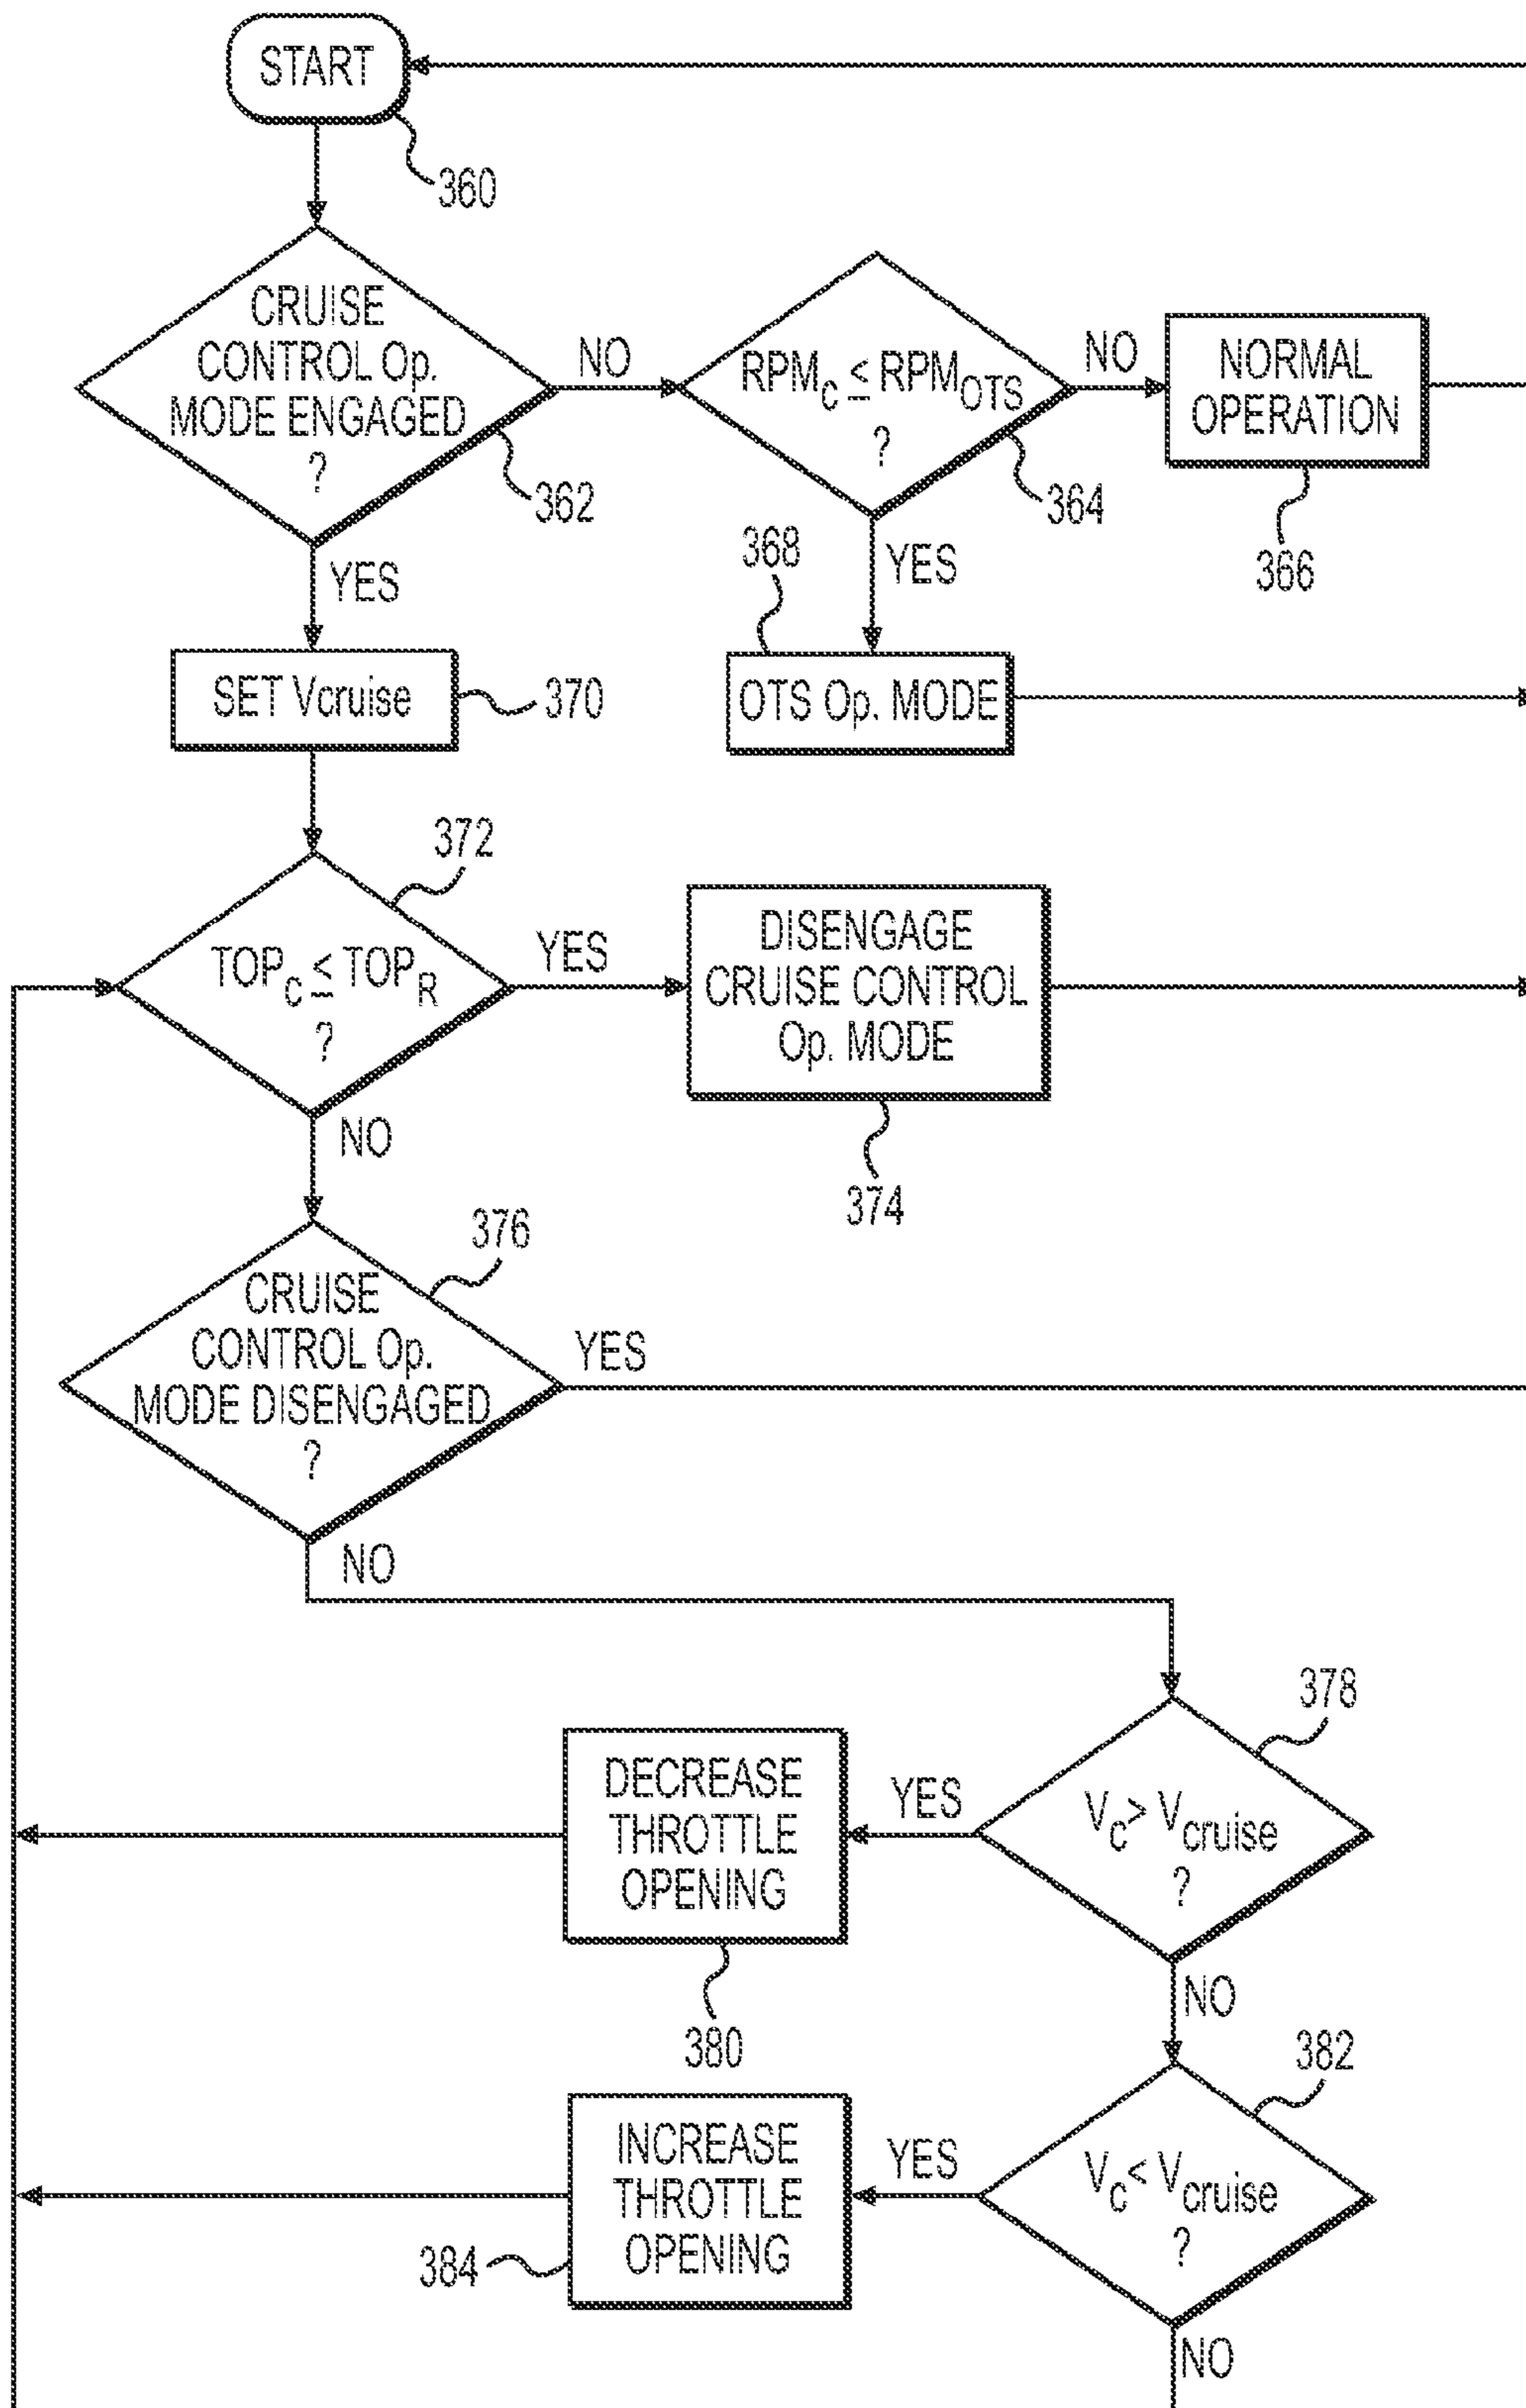 START
360
CRUISE
CONTROL Op.
MODE ENGAGED
?
362
NO
RPMC ≤ RPMOTS
?
364
NO
NORMAL
OPERATION
366
YES
368
YES
SET Vcruise
370
OTS Op. MODE
372
TOPC ≤ TOPR
?
YES
DISENGAGE
CRUISE CONTROL
Op. MODE
374
NO
376
CRUISE
CONTROL Op.
MODE DISENGAGED
?
YES
NO
378
VC > Vcruise
?
YES
DECREASE
THROTTLE
OPENING
380
NO
382
VC < Vcruise
?
YES
INCREASE
THROTTLE
OPENING
384
NO